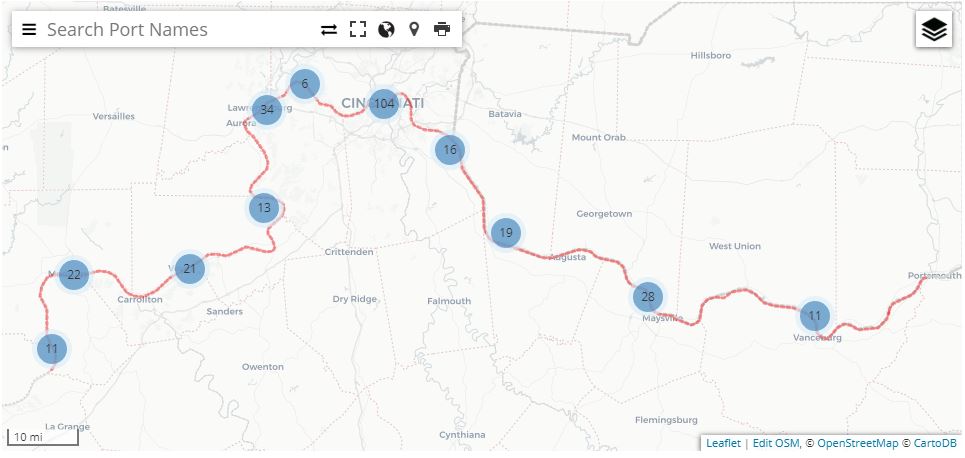 Batesville
Search Port Names
Hillsboro
6
CINCINNATI
104
34
Aurora
Versailles
Batavia
Mount Orab
16
13
Georgetown
19
West Union
Crittenden
Augusta
21
22
Portsmouth
Carrollton
Dry Ridge
Falmouth
28
Sanders
11
Maysville
Vanceburg
11
Owenton
La Grange
Flemingsburg
Cynthiana
10 mi
Leaflet | Edit OSM, © OpenStreetMap © CartoDB